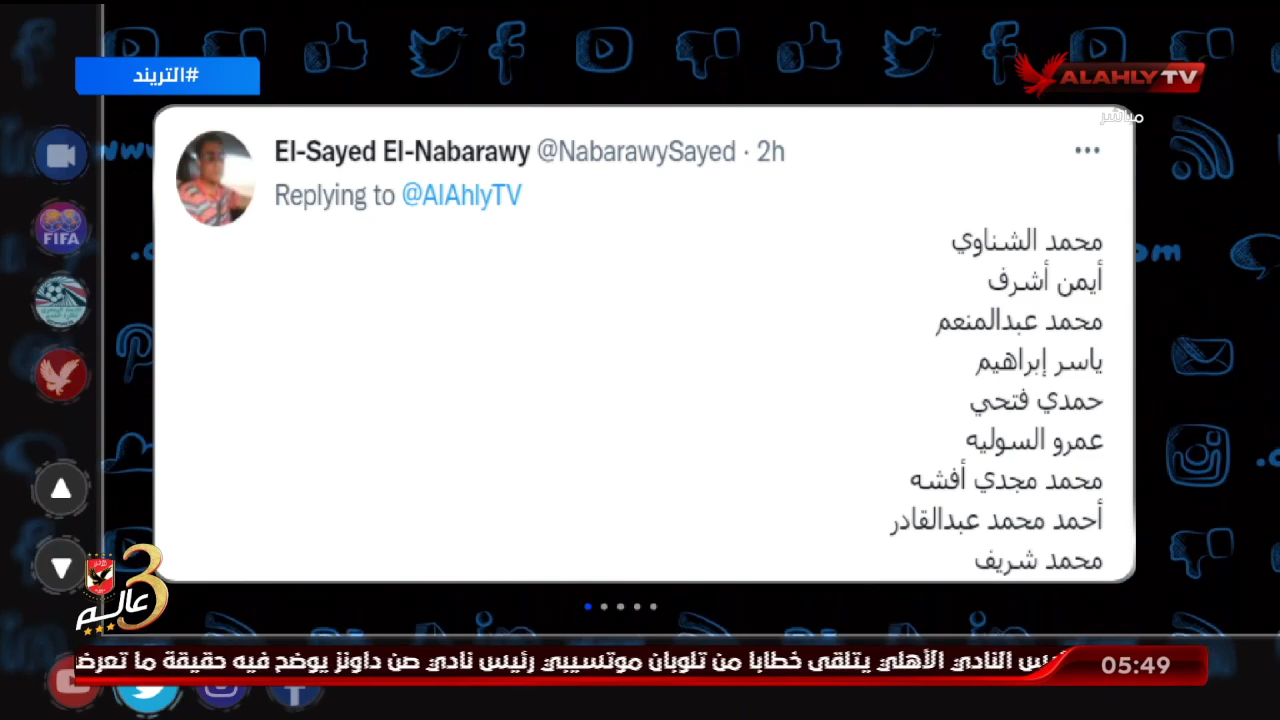 #التريند
ALAHLY TV
مباشر
El-Sayed El-Nabarawy @NabarawySayed · 2h
Replying to @AlAhlyTV
محمد الشناوي
أيمن أشرف
محمد عبدالمنعم
ياسر إبراهيم
حمدي فتحي
عمرو السوليه
محمد مجدي أفشه
أحمد محمد عبدالقادر
محمد شريف
FIFA
3
عالم
النادي الأهلي يتلقى خطابا من تلوبان موتسيبي رئيس نادي صن داونز يوضح فيه حقيقة ما تعرض
05:49